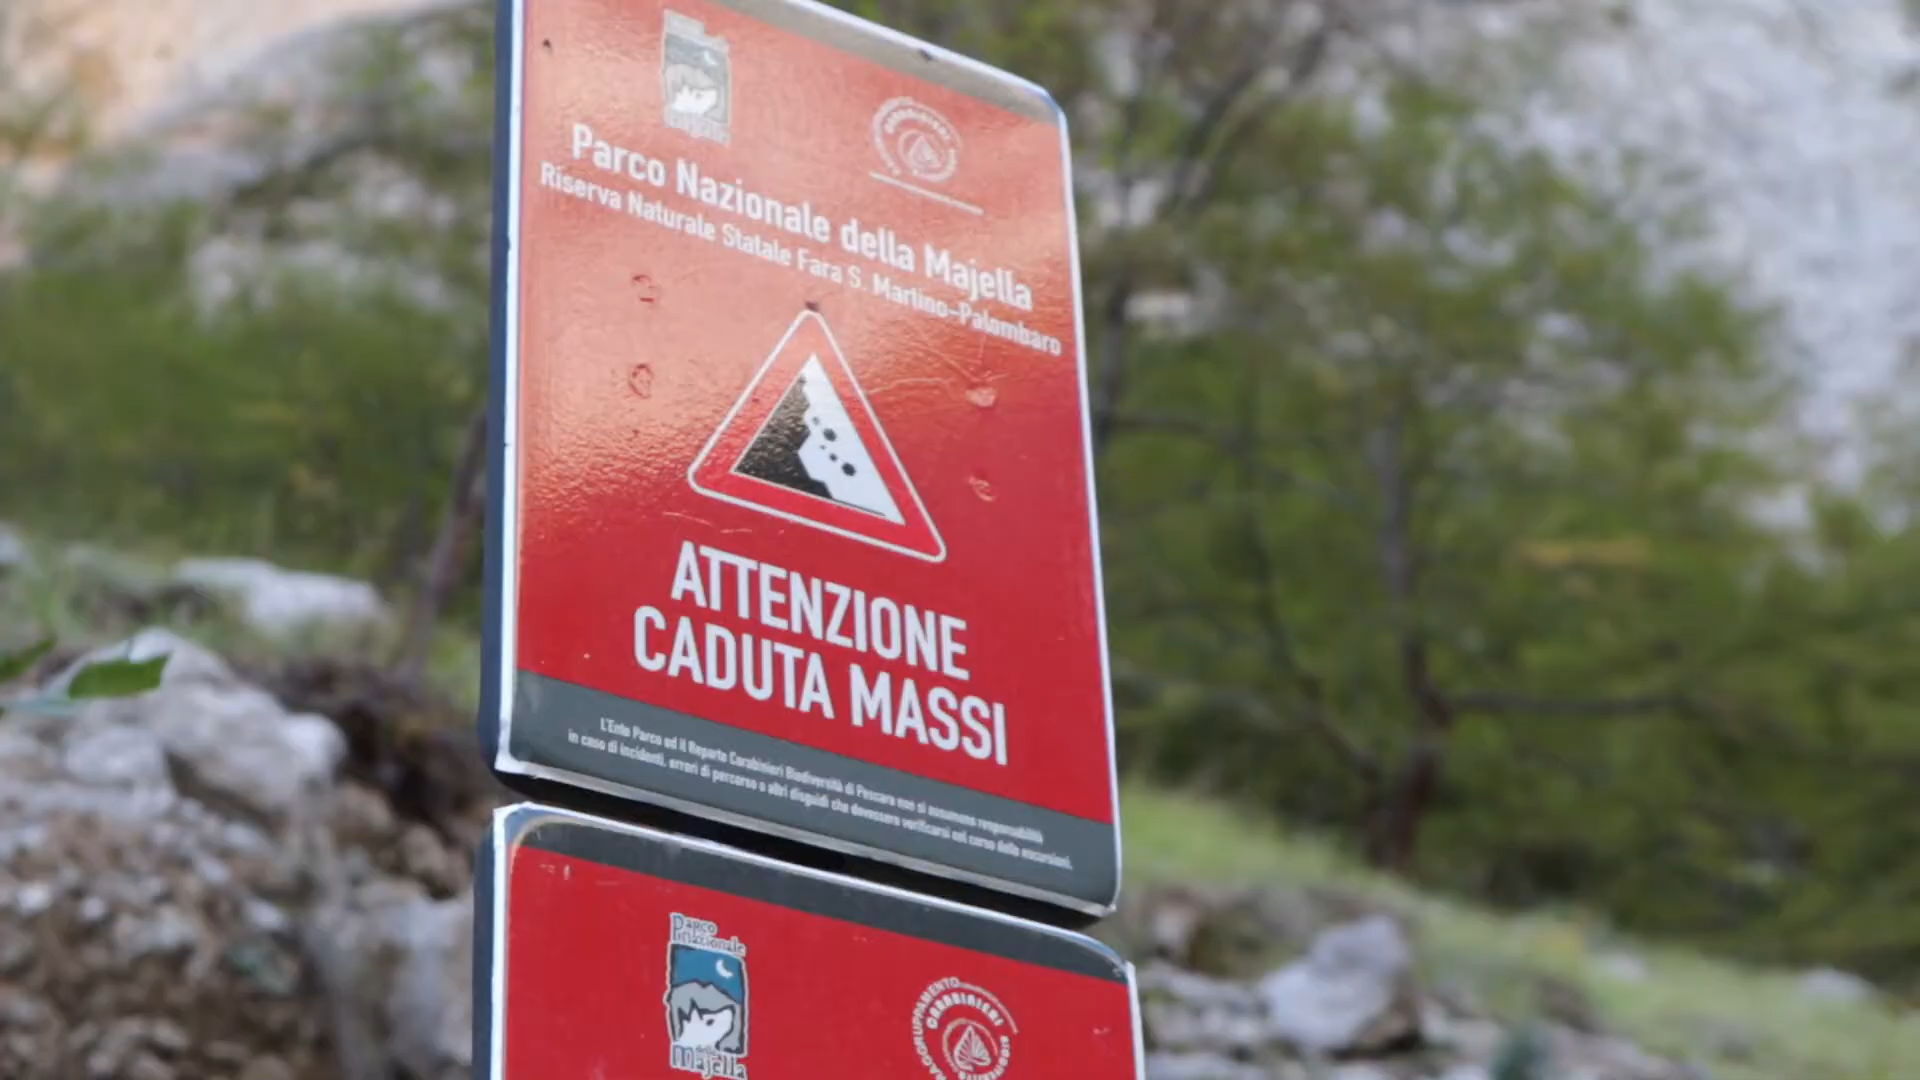 Parco Nazionale della Majella
Riserva Naturale Statale Fara S. Martino-Palombaro
ATTENZIONE
CADUTA MASSI
L'Ente Parco ed il Reparto Carabinieri Biodiversità di Pescara non si assumono responsabilità
in caso di incidenti, errori di percorso o altri disguidi che dovessero verificarsi nel corso delle escursioni.
Parco
Nazionale
della
Majella
RAGGRUPPAMENTO
CARABINIERI